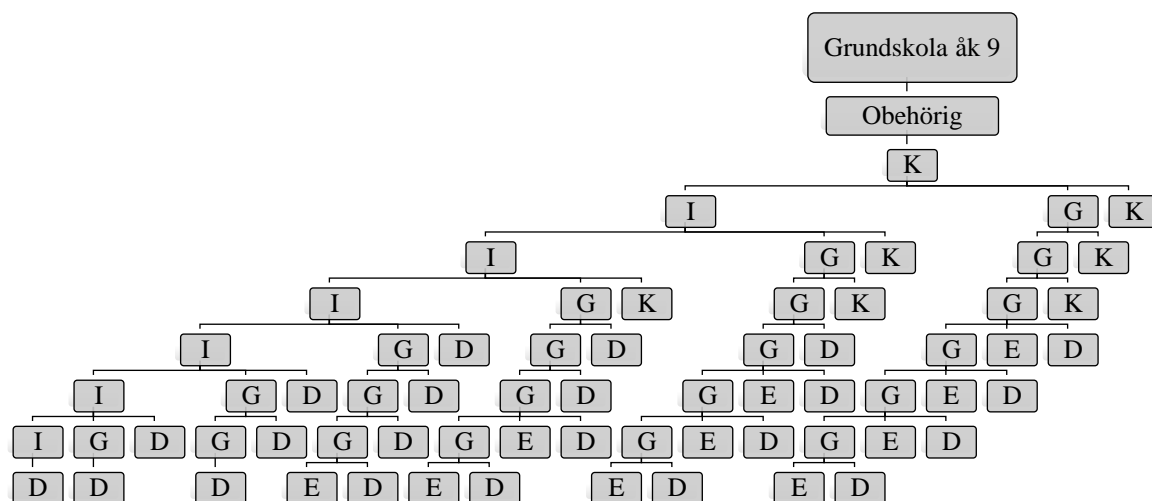 Grundskola åk 9
Obehörig
K
I G K
I G K G K
I G K G K G K
I G D G D G D G E D
I G D G D G D G E D G E D
I G D G D G D G E D G E D G E D
D D D E D E D E D E D